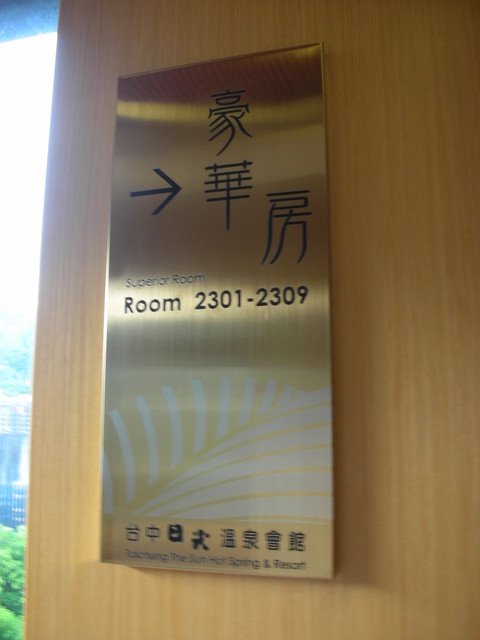 豪華房
→
Superior Room
Room 2301-2309
台中日光溫泉會館
Taichung The Sun Hot Spring & Resort